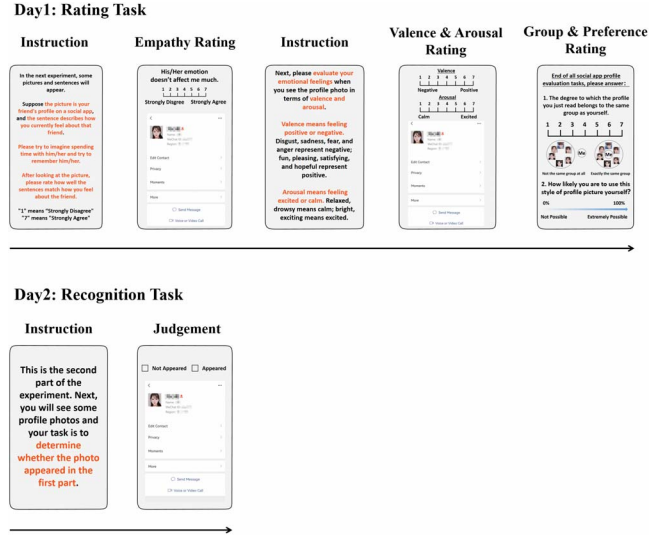 Day1: Rating Task
Instruction
In the next experiment, some
pictures and sentences will
appear.
Suppose the picture is your
friend's profile on a social app,
and the sentence describes how
you currently feel about that
friend.
Please try to imagine spending
time with him/her and try to
remember him/her.
After looking at the picture,
please rate how well the
sentences match how you feel
about the friend.
"1" means "Strongly Disagree"
"7" means "Strongly Agree"
Empathy Rating
His/Her emotion
doesn't affect me much.
1 2 3 4 5 6 7
Strongly Disgree Strongly Agree
Edit Contact
Privacy
Moments
More
Send Message
Voice or Video Call
Instruction
Next, please evaluate your
emotional feelings when
you see the profile photo in
terms of valence and
arousal.
Valence means feeling
positive or negative.
Disgust, sadness, fear, and
anger represent negative;
fun, pleasing, satisfying,
and hopeful represent
positive.
Arousal means feeling
excited or calm. Relaxed,
drowsy means calm; bright,
exciting means excited.
Valence & Arousal
Rating
Valence
1 2 3 4 5 6 7
Negative Positive
Arousal
1 2 3 4 5 6 7
Calm Excited
Edit Contact
Privacy
Moments
More
Send Message
Voice or Video Call
Group & Preference
Rating
End of all social app profile
evaluation tasks, please answer:
1. The degree to which the profile
you just read belongs to the same
group as yourself.
1 2 3 4 5 6 7
Me Me
Not the same group at all Exactly the same group
2. How likely you are to use this
style of profile picture yourself?
0% 100%
Not Possible Extremely Possible
Day2: Recognition Task
Instruction
This is the second
part of the
experiment. Next,
you will see some
profile photos and
your task is to
determine
whether the photo
appeared in the
first part.
Judgement
Not Appeared Appeared
Edit Contact
Privacy
Moments
More
Send Message
Voice or Video Call